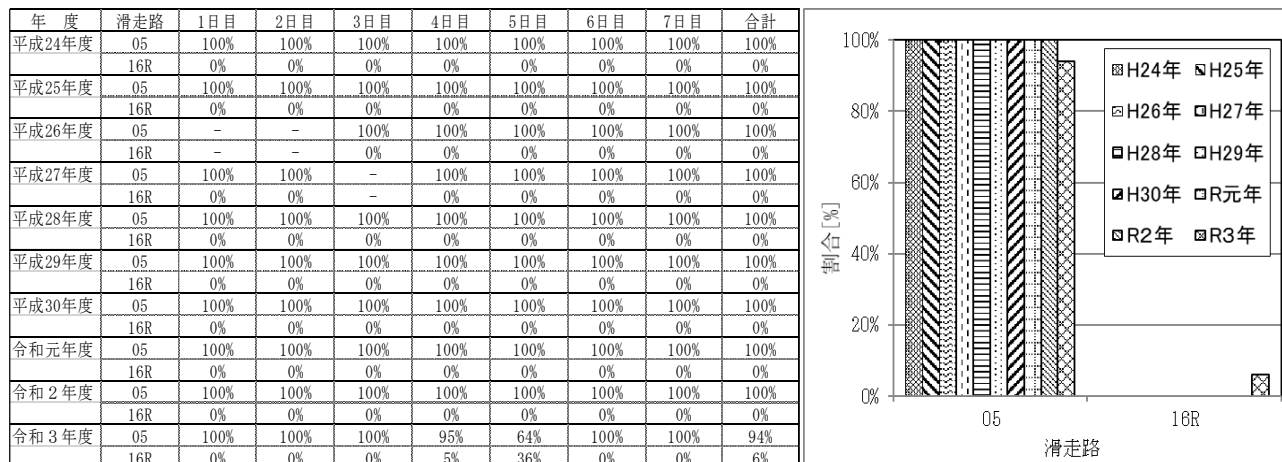 年 度 滑走路 1日目 2日目 3日目 4日目 5日目 6日目 7日目 合計
平成24年度 05 100% 100% 100% 100% 100% 100% 100% 100%
16R 0% 0% 0% 0% 0% 0% 0% 0%
平成25年度 05 100% 100% 100% 100% 100% 100% 100% 100%
16R 0% 0% 0% 0% 0% 0% 0% 0%
平成26年度 05 － － 100% 100% 100% 100% 100% 100%
16R － － 0% 0% 0% 0% 0% 0%
平成27年度 05 100% 100% － 100% 100% 100% 100% 100%
16R 0% 0% － 0% 0% 0% 0% 0%
平成28年度 05 100% 100% 100% 100% 100% 100% 100% 100%
16R 0% 0% 0% 0% 0% 0% 0% 0%
平成29年度 05 100% 100% 100% 100% 100% 100% 100% 100%
16R 0% 0% 0% 0% 0% 0% 0% 0%
平成30年度 05 100% 100% 100% 100% 100% 100% 100% 100%
16R 0% 0% 0% 0% 0% 0% 0% 0%
令和元年度 05 100% 100% 100% 100% 100% 100% 100% 100%
16R 0% 0% 0% 0% 0% 0% 0% 0%
令和２年度 05 100% 100% 100% 100% 100% 100% 100% 100%
16R 0% 0% 0% 0% 0% 0% 0% 0%
令和３年度 05 100% 100% 100% 95% 64% 100% 100% 94%
16R 0% 0% 0% 5% 36% 0% 0% 6%
100%
80%
60%
40%
20%
0%
割合[%]
H24年 H25年
H26年 H27年
H28年 H29年
H30年 R元年
R2年 R3年
05 16R
滑走路